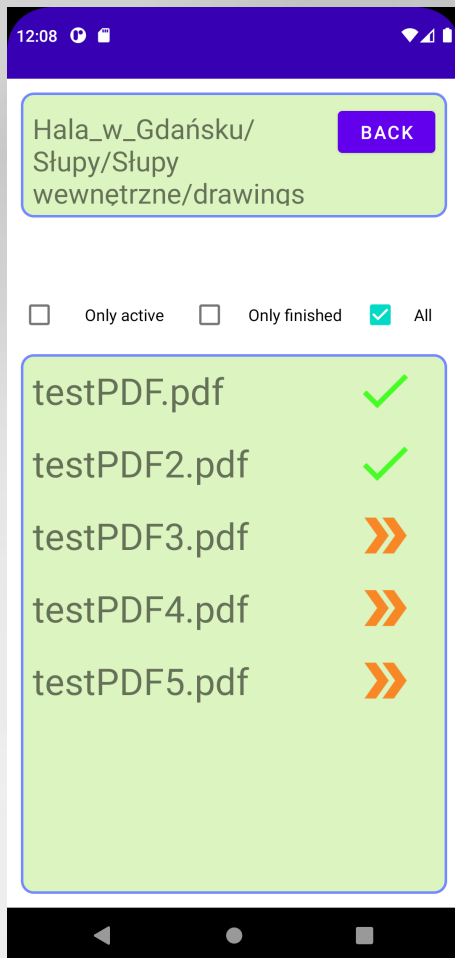 12:08
Hala_w_Gdańsku/
BACK
Słupy/Słupy
wewnętrzne/drawings
Only active Only finished All
testPDF.pdf
testPDF2.pdf
testPDF3.pdf
testPDF4.pdf
testPDF5.pdf